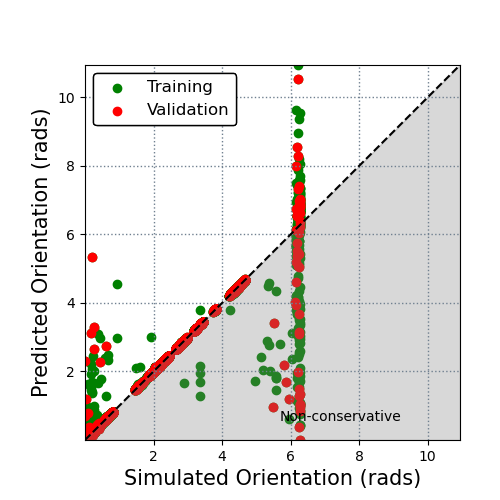 Training
Validation
10
8
6
4
2
Predicted Orientation (rads)
Non-conservative
2
4
6
8
10
Simulated Orientation (rads)